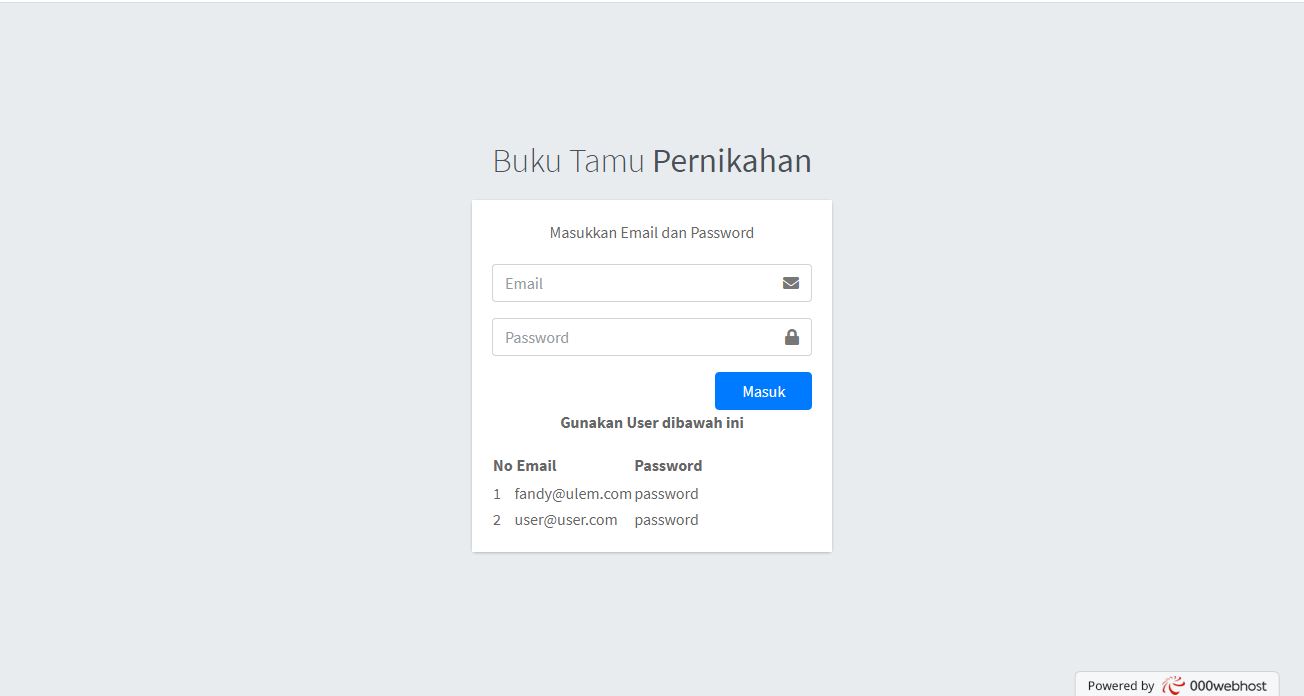 Buku Tamu Pernikahan
Masukkan Email dan Password
Email
Password
Masuk
Gunakan User dibawah ini
No Email Password
1 fandy@ulem.com password
2 user@user.com password
Powered by 000webhost